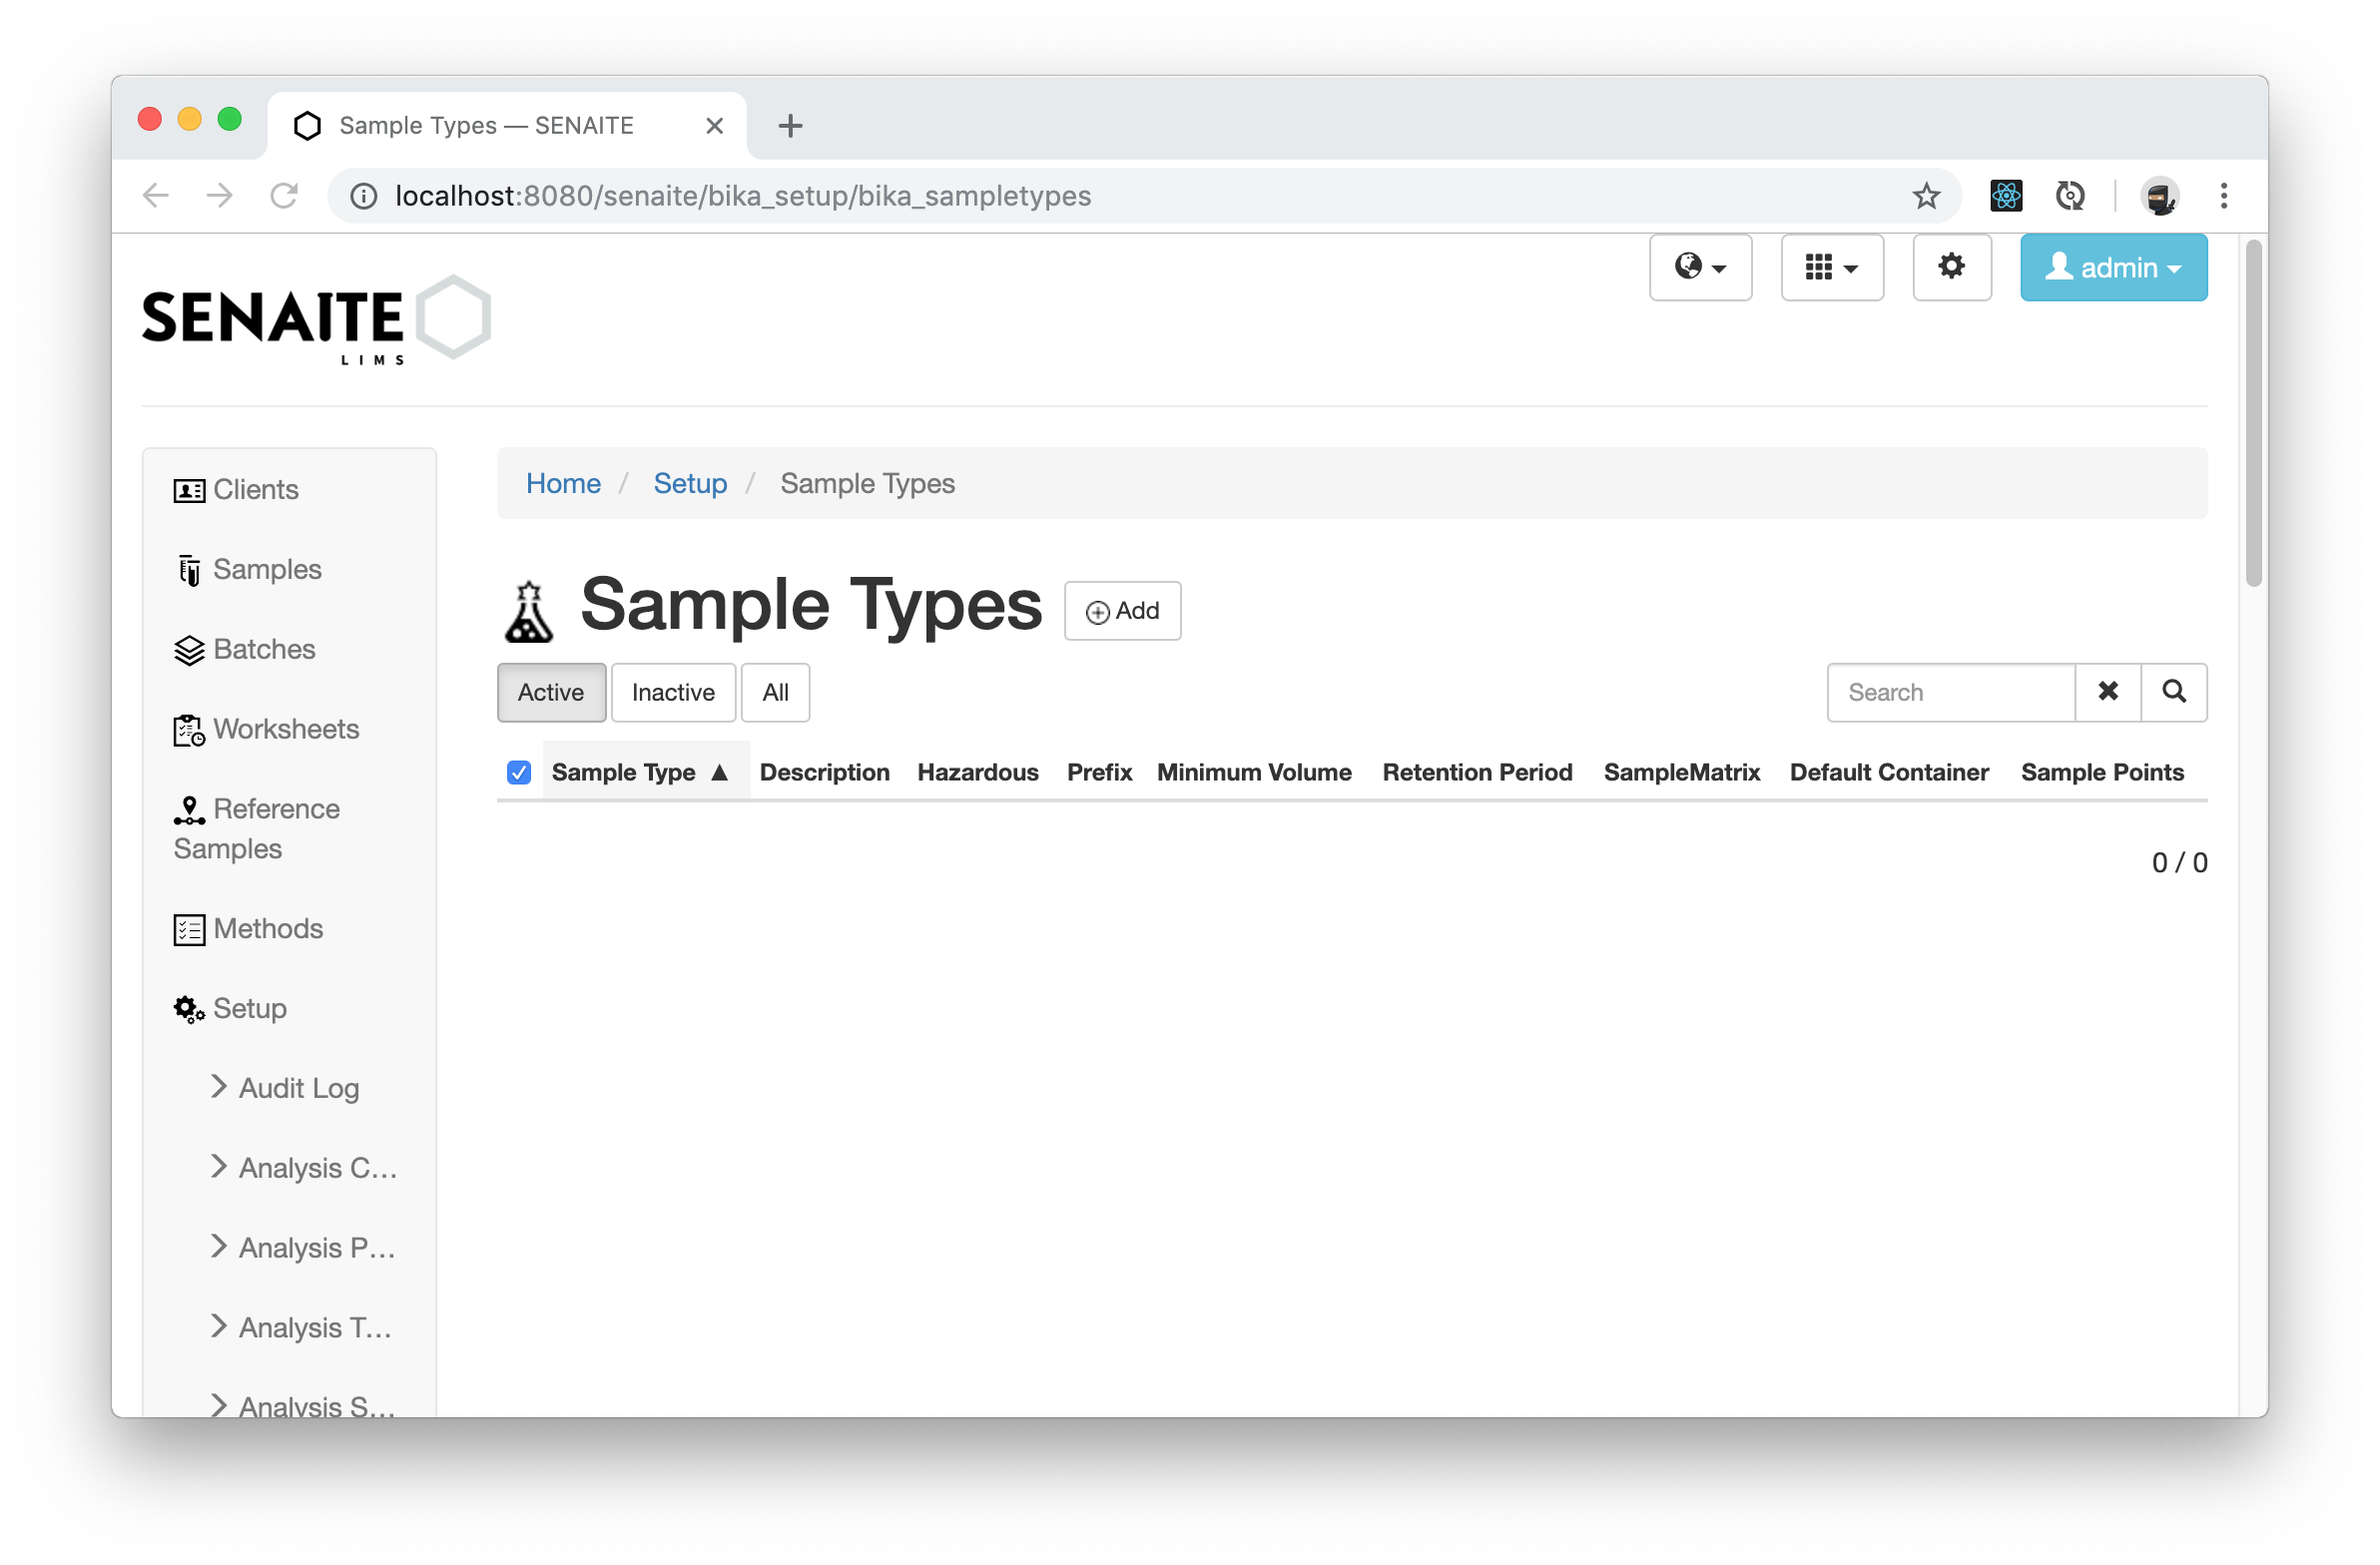 Sample Types — SENAITE
localhost:8080/senaite/bika_setup/bika_sampletypes
admin
SENAITE
LIMS
Clients
Samples
Batches
Worksheets
Reference
Samples
Methods
Setup
Audit Log
Analysis C...
Analysis P...
Analysis T...
Analysis S...
Home / Setup / Sample Types
Sample Types
Add
Active Inactive All
Search
Sample Type ▲ Description Hazardous Prefix Minimum Volume Retention Period SampleMatrix Default Container Sample Points
0 / 0